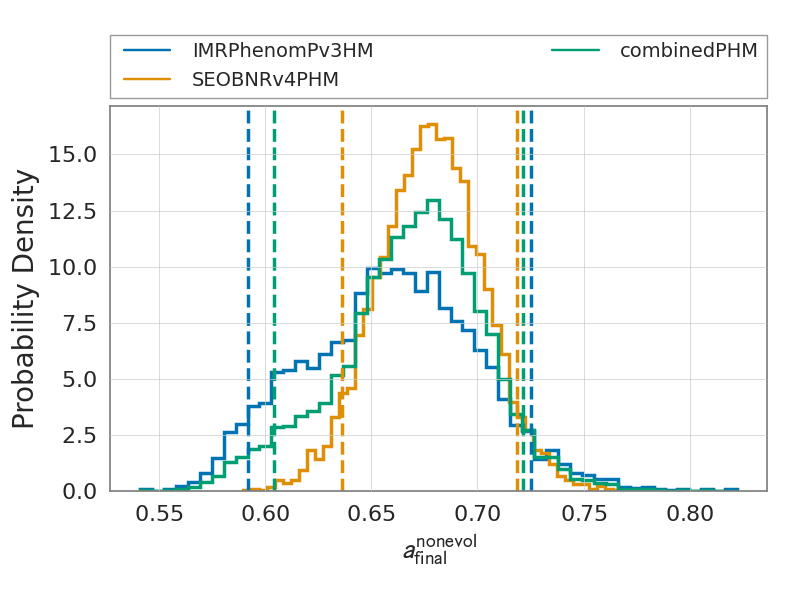 IMRPhenomPv3HM
SEOBNRv4PHM
combinedPHM
Probability Density
15.0
12.5
10.0
7.5
5.0
2.5
0.0
0.55 0.60 0.65 0.70 0.75 0.80
a_final^nonevol